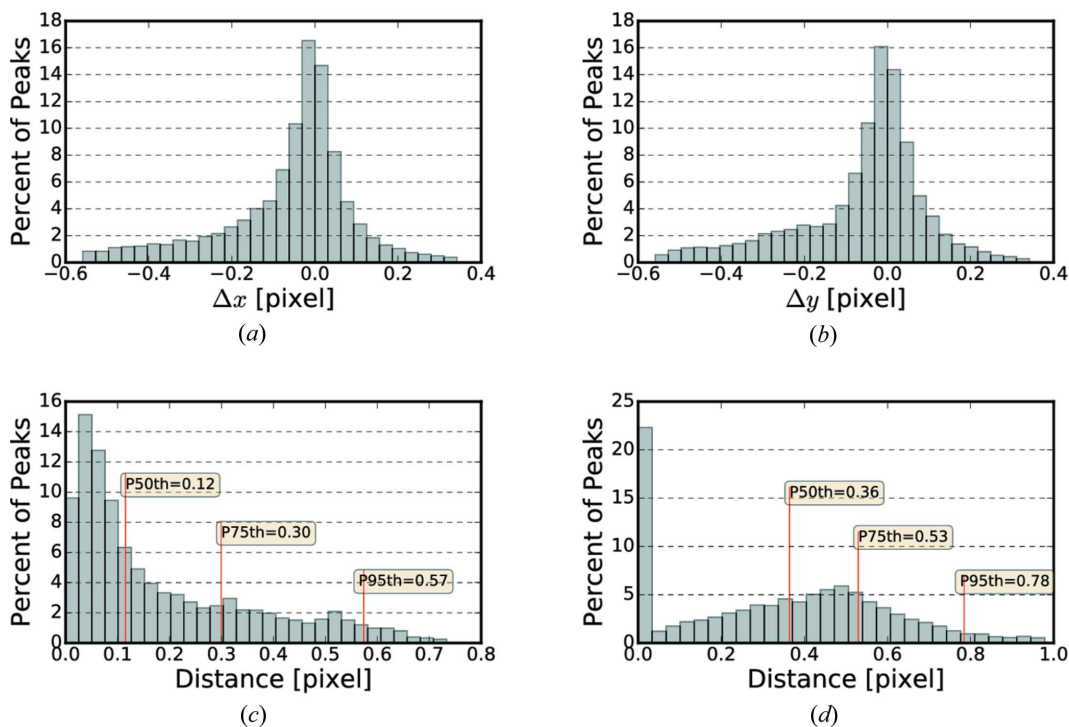 18
16
14
12
10
8
6
4
2
0
Percent of Peaks
−0.6 −0.4 −0.2 0.0 0.2 0.4
Δx [pixel]
(a)
18
16
14
12
10
8
6
4
2
0
Percent of Peaks
−0.6 −0.4 −0.2 0.0 0.2 0.4
Δy [pixel]
(b)
16
14
12
10
8
6
4
2
0
Percent of Peaks
P50th=0.12
P75th=0.30
P95th=0.57
0.0 0.1 0.2 0.3 0.4 0.5 0.6 0.7 0.8
Distance [pixel]
(c)
25
20
15
10
5
0
Percent of Peaks
P50th=0.36
P75th=0.53
P95th=0.78
0.0 0.2 0.4 0.6 0.8 1.0
Distance [pixel]
(d)